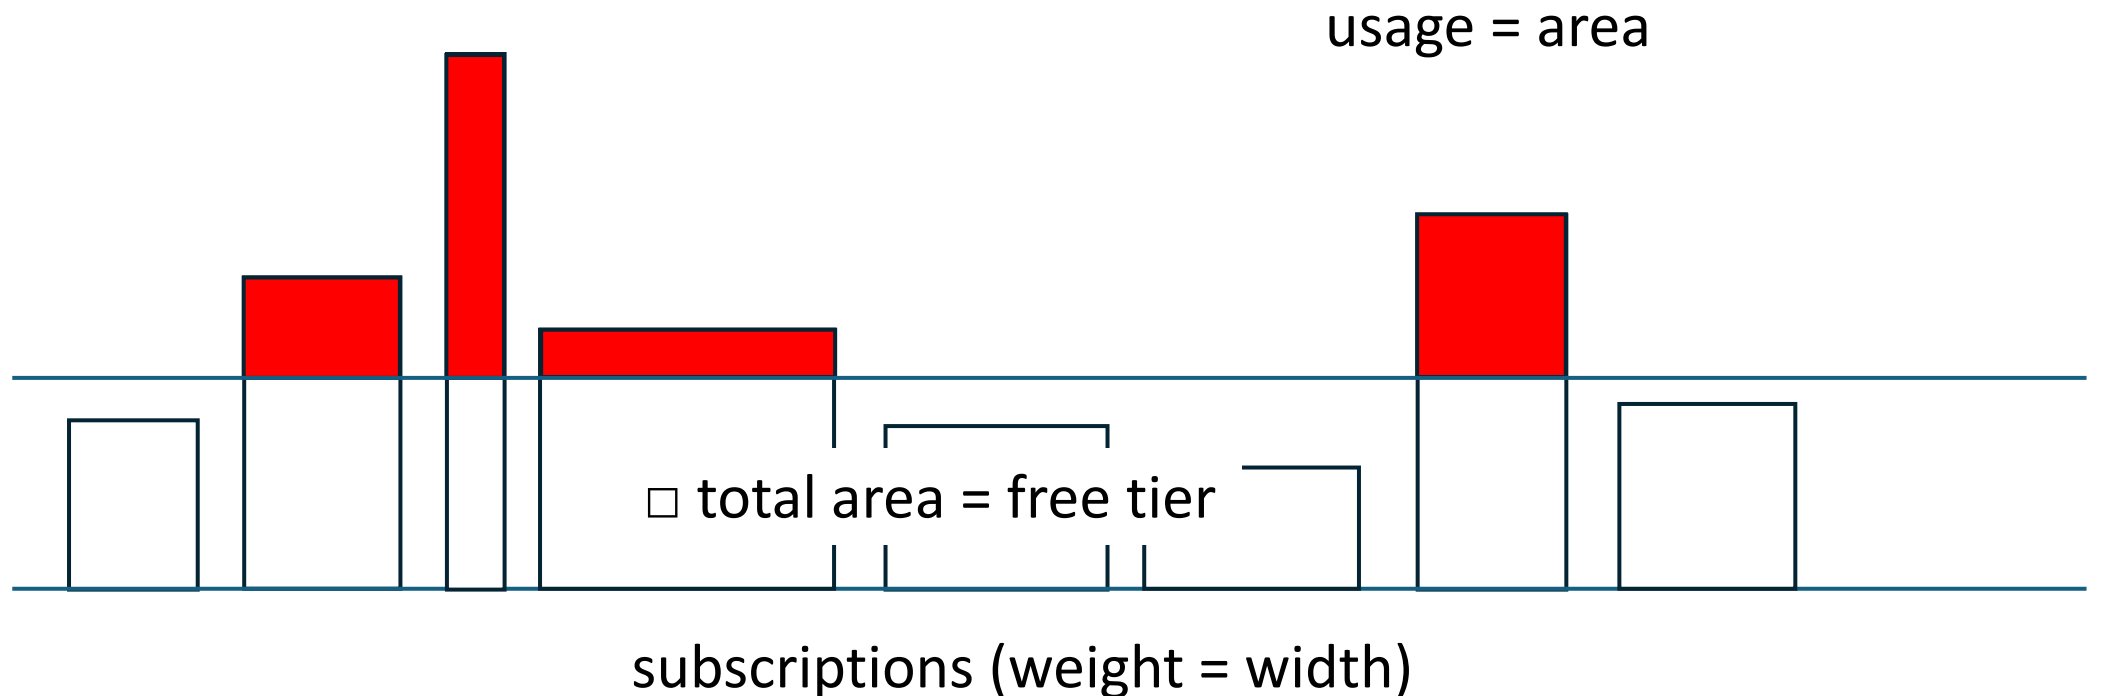 usage = area
□ total area = free tier
subscriptions (weight = width)